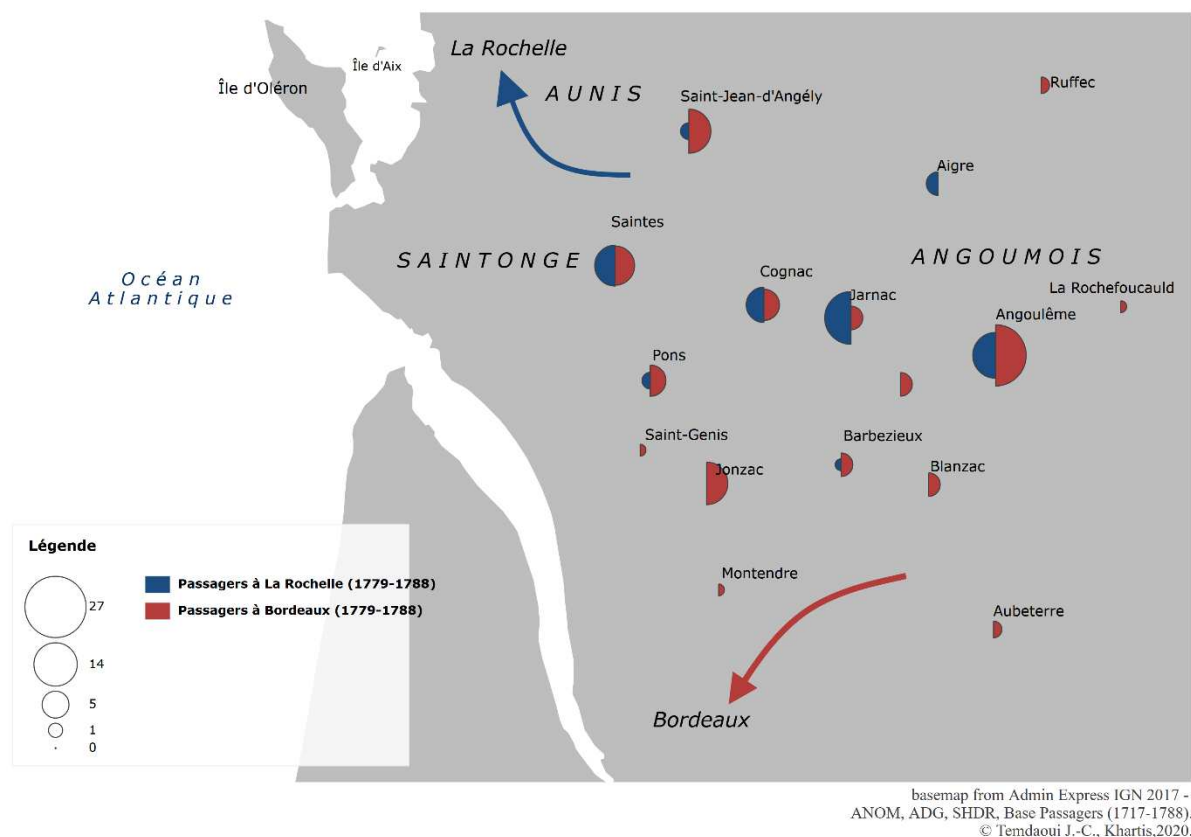 La Rochelle
Île d'Aix
Île d'Oléron
A U N I S
Saint-Jean-d'Angély
Ruffec
Aigre
Saintes
S A I N T O N G E
A N G O U M O I S
Océan
Atlantique
Cognac
Jarnac
La Rochefoucauld
Angoulême
Pons
Saint-Genis
Jonzac
Barbezieux
Blanzac
Montendre
Aubeterre
Bordeaux
Légende
27
14
5
1
0
Passagers à La Rochelle (1779-1788)
Passagers à Bordeaux (1779-1788)
basemap from Admin Express IGN 2017 -
ANOM, ADG, SHDR, Base Passagers (1717-1788).
© Temdaoui J.-C., Khartis,2020.